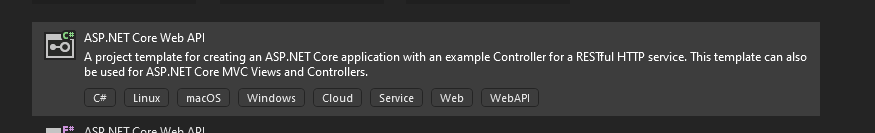 C#
ASP.NET Core Web API
A project template for creating an ASP.NET Core application with an example Controller for a RESTful HTTP service. This template can also
be used for ASP.NET Core MVC Views and Controllers.
C# Linux macOS Windows Cloud Service Web WebAPI
F#
ASP.NET Core Web API